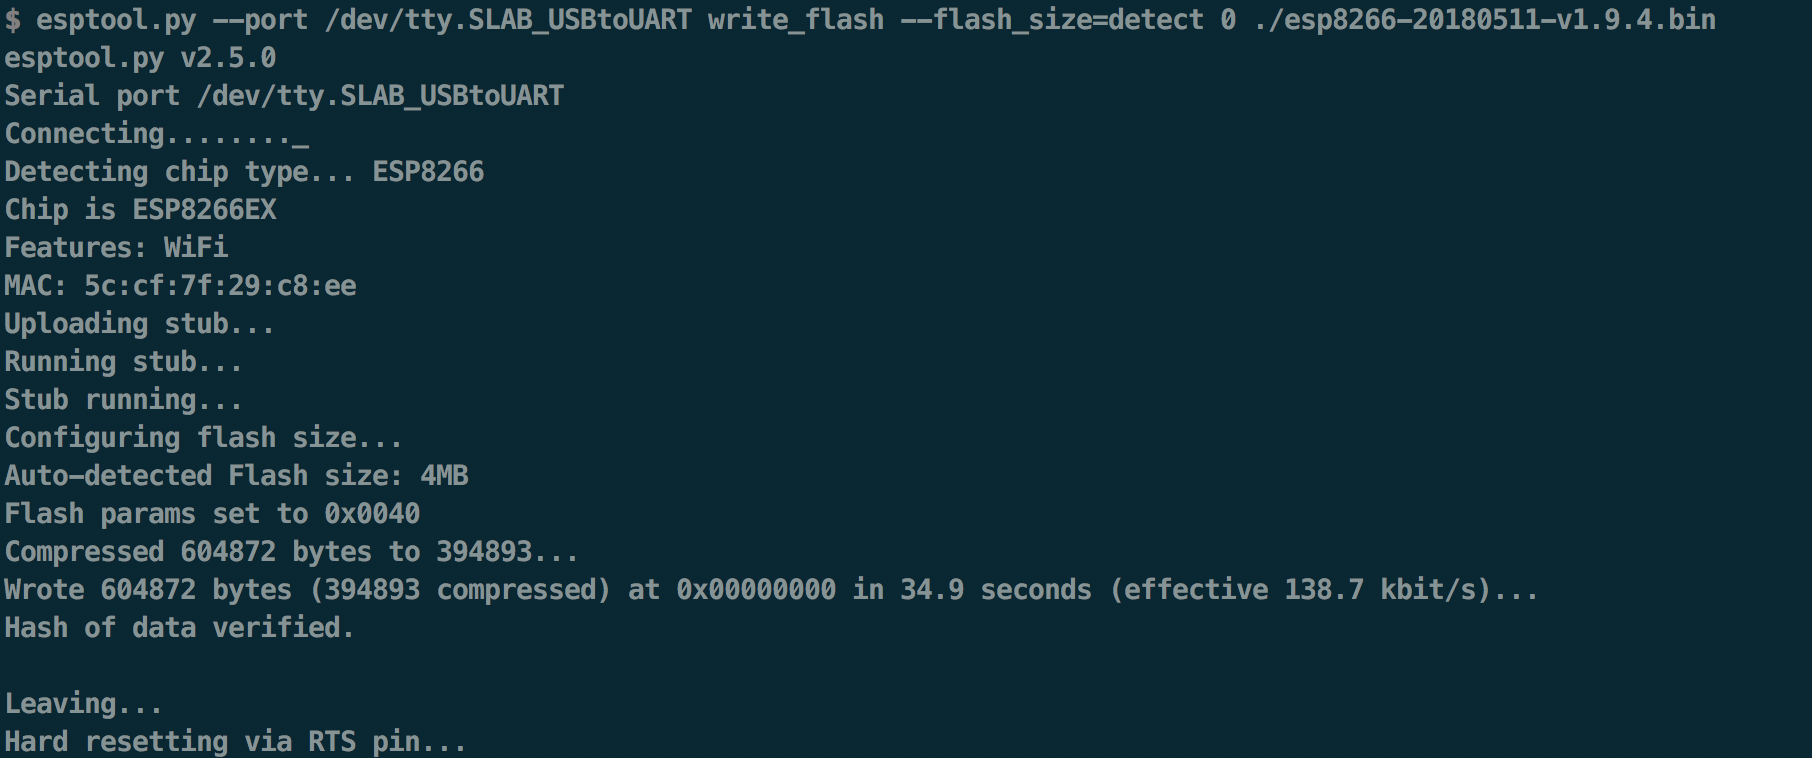 $ esptool.py --port /dev/tty.SLAB_USBtoUART write_flash --flash_size=detect 0 ./esp8266-20180511-v1.9.4.bin
esptool.py v2.5.0
Serial port /dev/tty.SLAB_USBtoUART
Connecting........_
Detecting chip type... ESP8266
Chip is ESP8266EX
Features: WiFi
MAC: 5c:cf:7f:29:c8:ee
Uploading stub...
Running stub...
Stub running...
Configuring flash size...
Auto-detected Flash size: 4MB
Flash params set to 0x0040
Compressed 604872 bytes to 394893...
Wrote 604872 bytes (394893 compressed) at 0x00000000 in 34.9 seconds (effective 138.7 kbit/s)...
Hash of data verified.

Leaving...
Hard resetting via RTS pin...